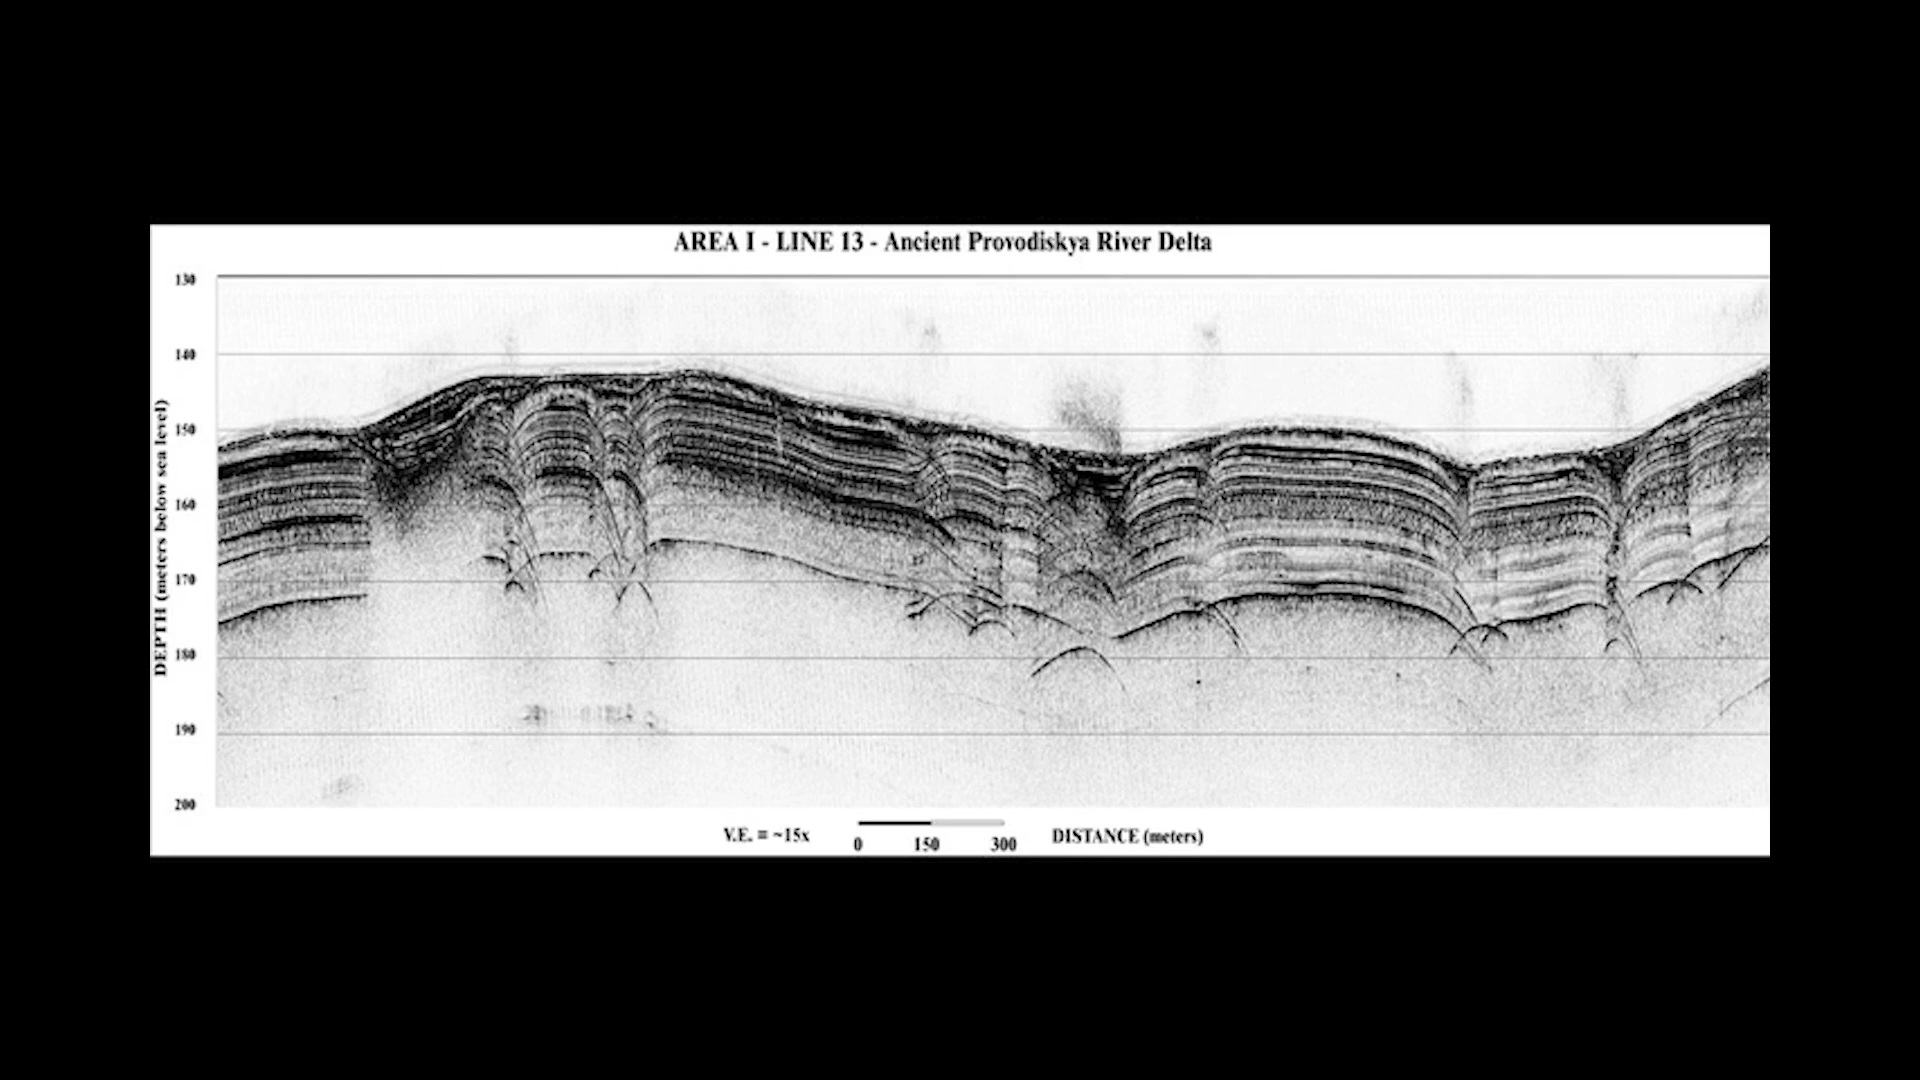 AREA I - LINE 13 - Ancient Provodiskya River Delta
130
140
150
160
170
180
190
200
DEPTH (meters below sea level)
V.E. = ~15x
0 150 300
DISTANCE (meters)